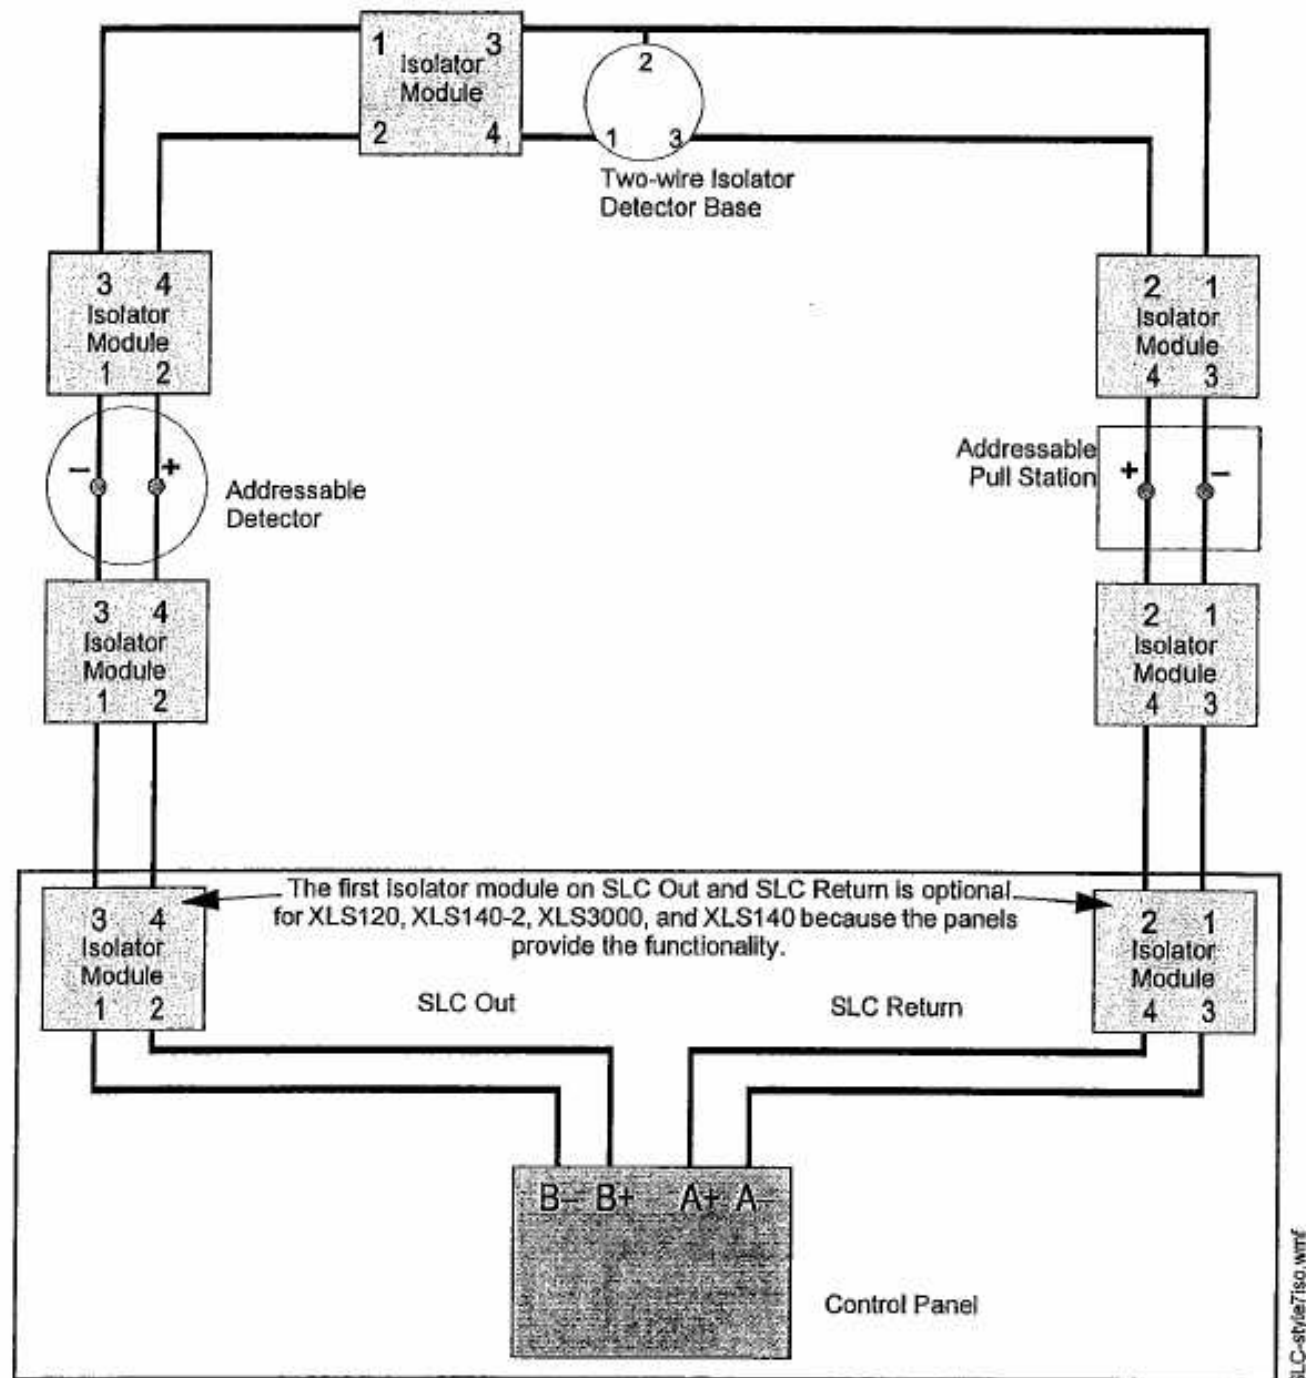 1 3
Isolator
Module
2 4
2
1 3
Two-wire Isolator
Detector Base
3 4
Isolator
Module
1 2
2 1
Isolator
Module
4 3
− +
Addressable
Detector
Addressable
Pull Station
+ −
3 4
Isolator
Module
1 2
2 1
Isolator
Module
4 3
The first isolator module on SLC Out and SLC Return is optional
for XLS120, XLS140-2, XLS3000, and XLS140 because the panels
provide the functionality.
3 4
Isolator
Module
1 2
2 1
Isolator
Module
4 3
SLC Out
SLC Return
B− B+ A+ A−
Control Panel
SLC-style7iso.wmf